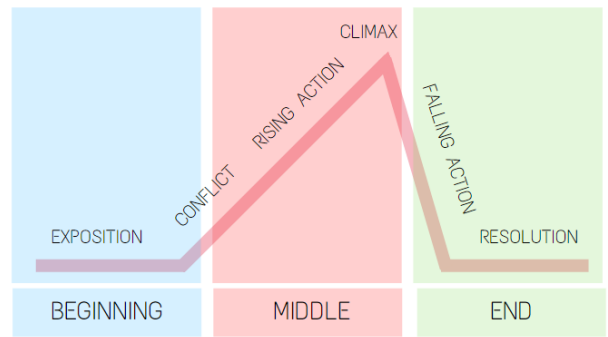 CLIMAX
RISING ACTION
CONFLICT
FALLING ACTION
EXPOSITION
RESOLUTION
BEGINNING
MIDDLE
END